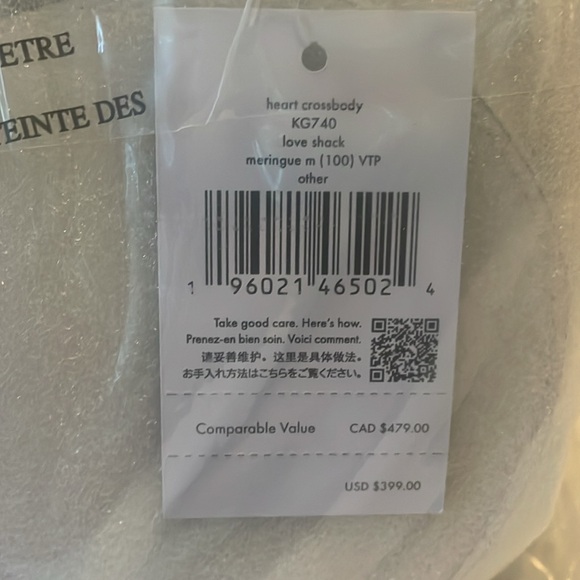 ETRE
TEINTE DES
heart crossbody
KG740
love shack
meringue m (100) VTP
other
1 96021 46502 4
Take good care. Here's how.
Prenez-en bien soin. Voici comment.
请妥善维护。这里是具体做法。
お手入れ方法はこちらをご覧ください。
Comparable Value CAD $479.00
USD $399.00